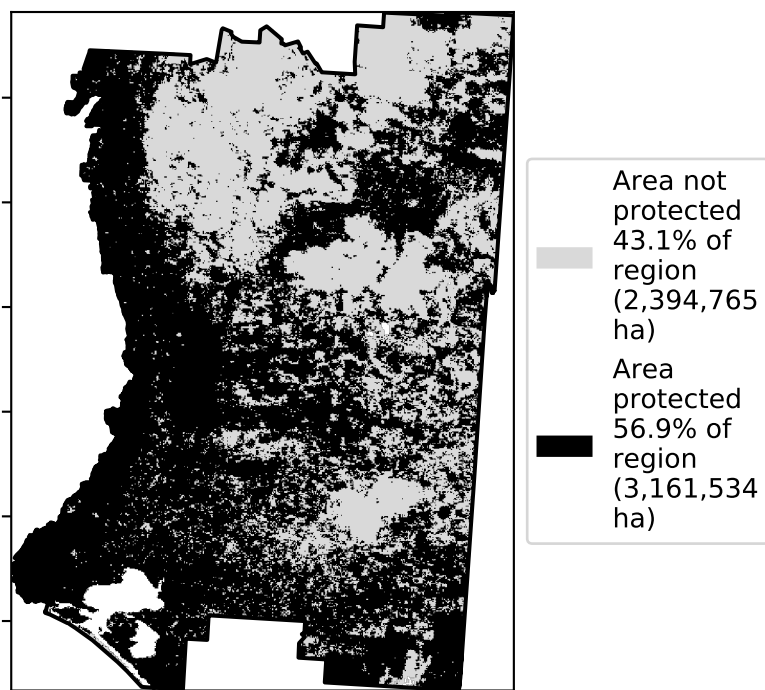 Area not
protected
43.1% of
region
(2,394,765
ha)
Area
protected
56.9% of
region
(3,161,534
ha)